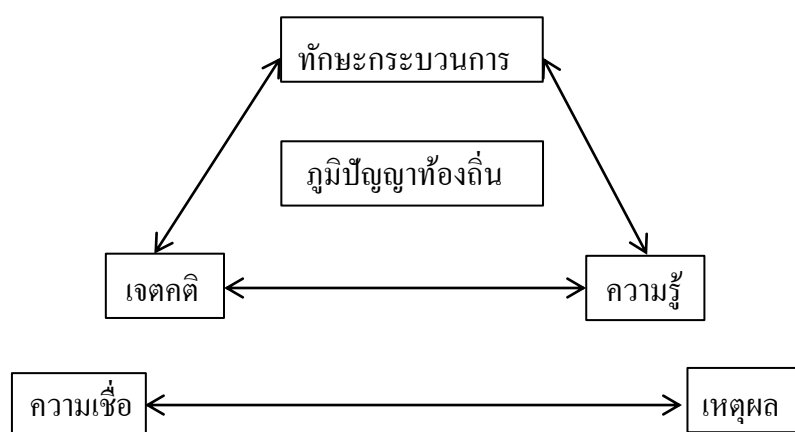 ทักษะกระบวนการ
ภูมิปัญญาท้องถิ่น
เจตคติ
ความรู้
ความเชื่อ
เหตุผล